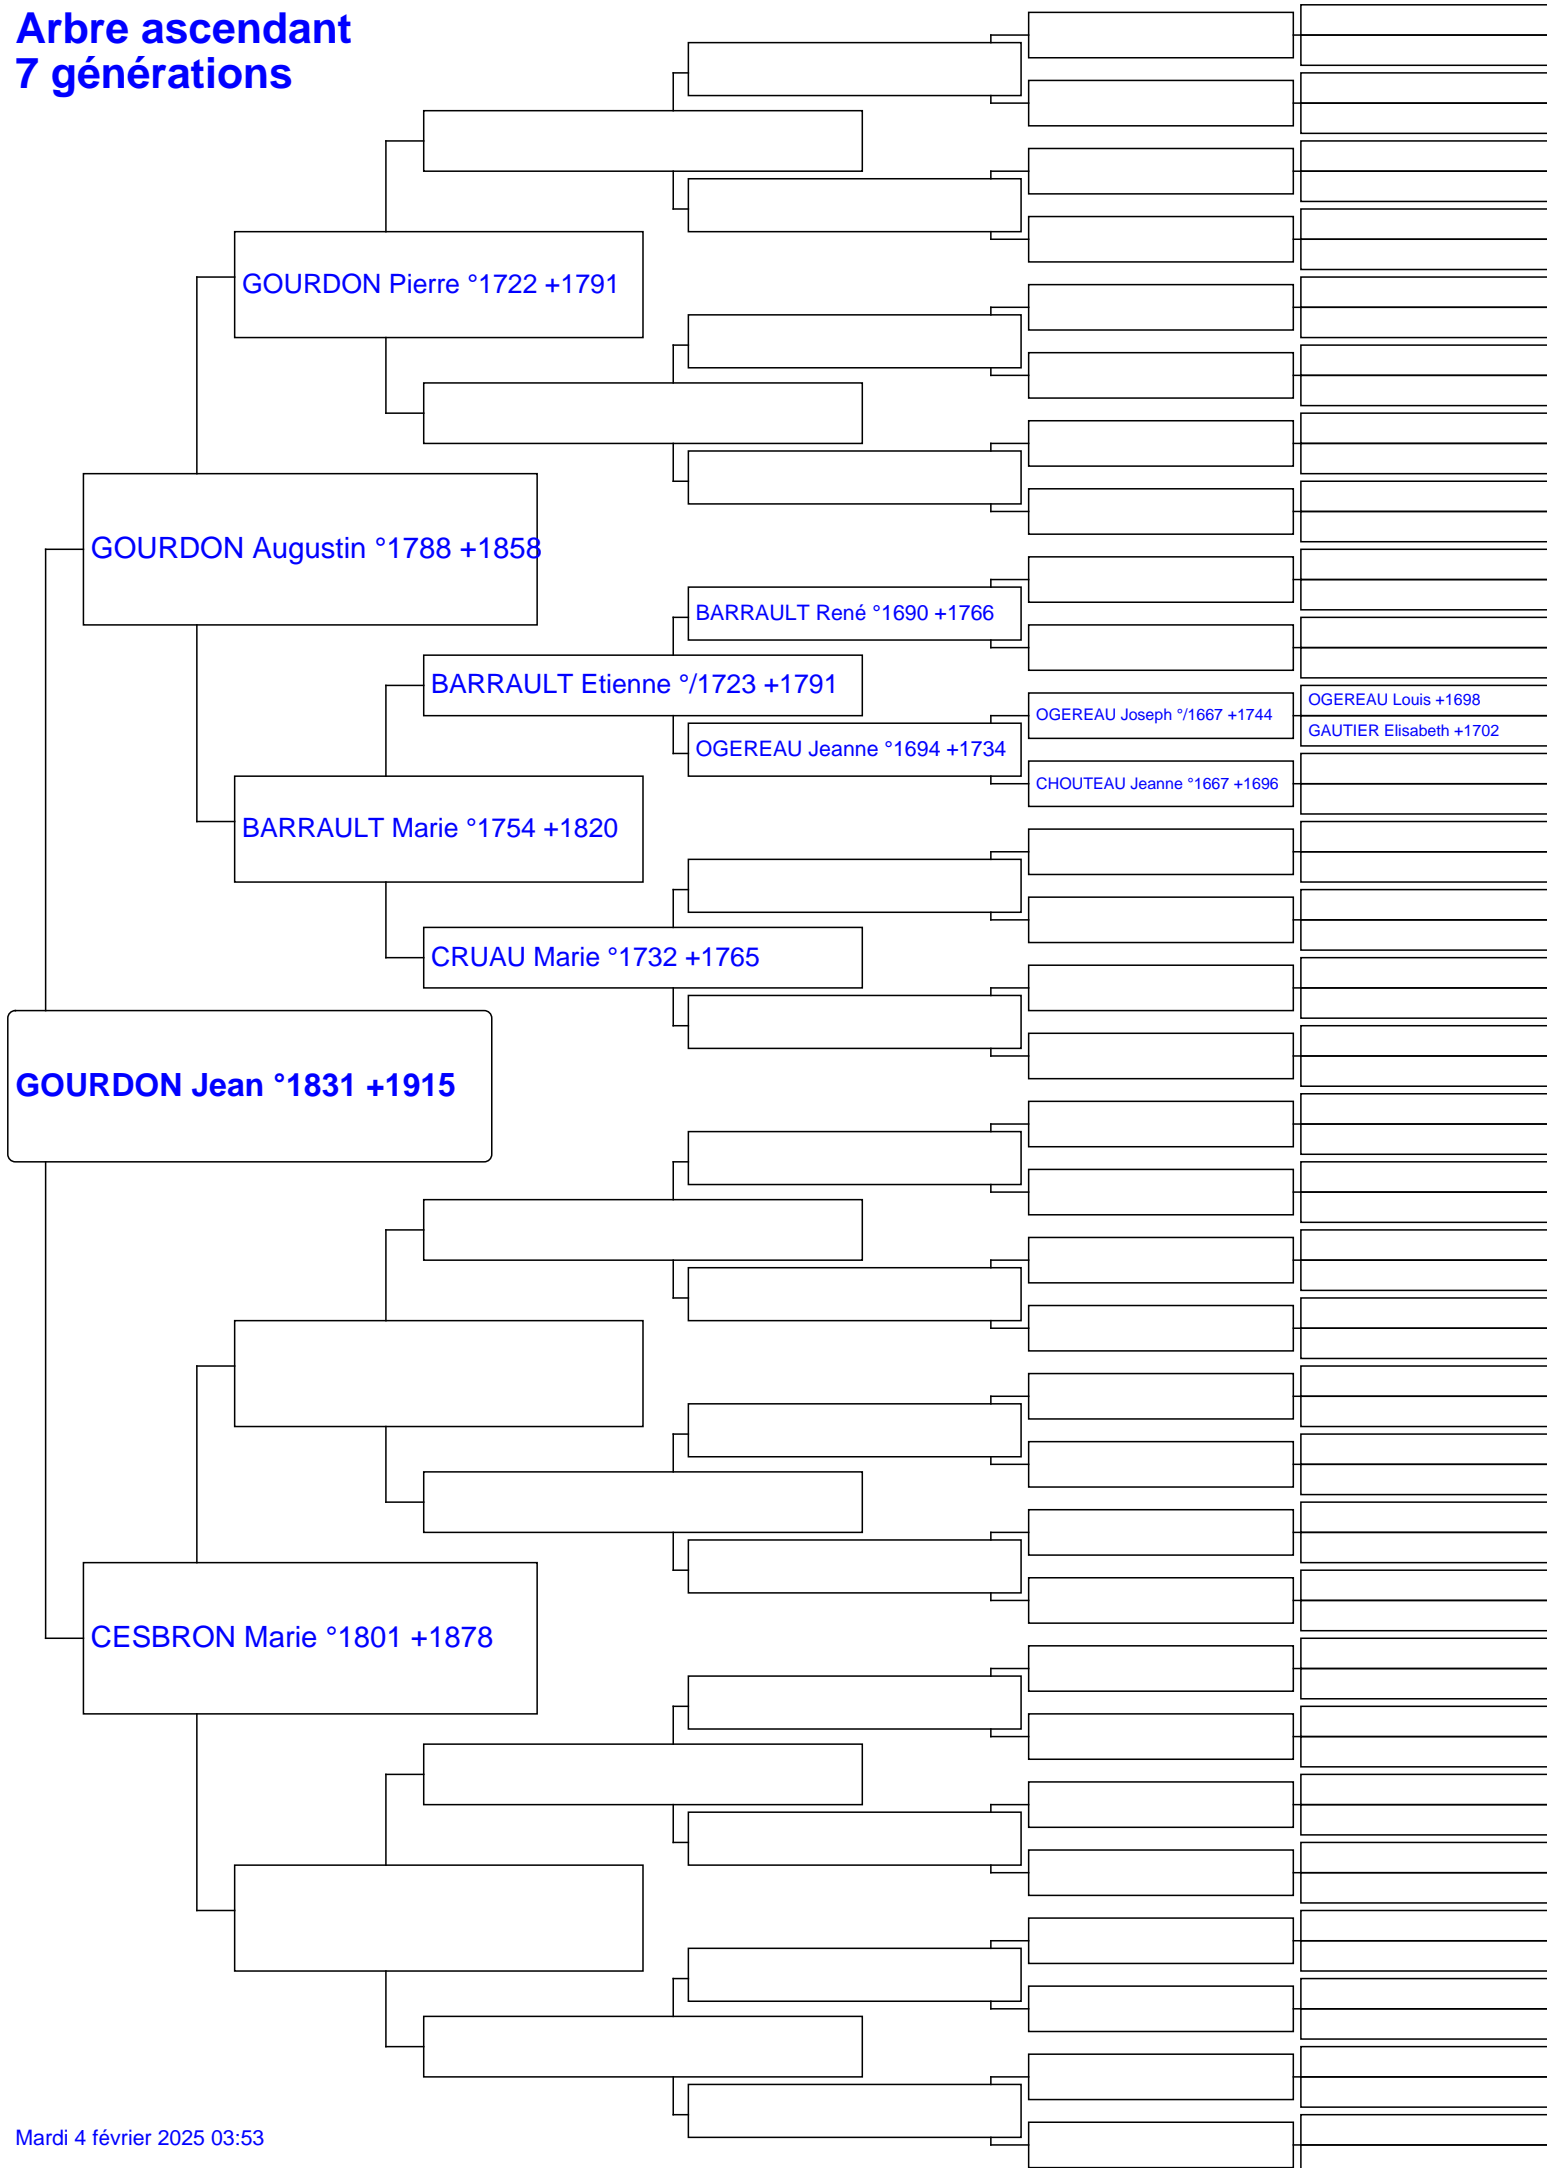 Arbre ascendant
7 générations
GOURDON Pierre °1722 +1791
GOURDON Augustin °1788 +1858
BARRAULT René °1690 +1766
BARRAULT Etienne °/1723 +1791
OGEREAU Louis +1698
OGEREAU Joseph °/1667 +1744
GAUTIER Elisabeth +1702
OGEREAU Jeanne °1694 +1734
CHOUTEAU Jeanne °1667 +1696
BARRAULT Marie °1754 +1820
CRUAU Marie °1732 +1765
GOURDON Jean °1831 +1915
CESBRON Marie °1801 +1878
Mardi 4 février 2025 03:53